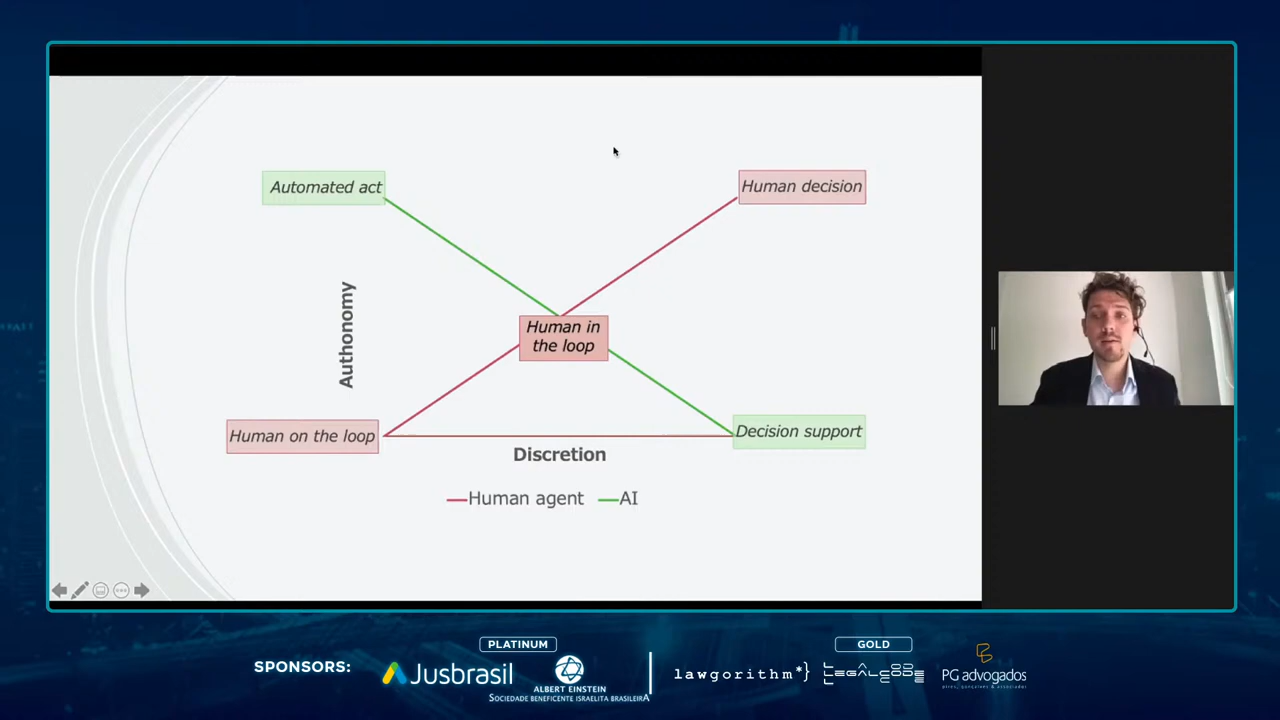 Automated act
Human decision
Authonomy
Human in
the loop
Human on the loop
Decision support
Discretion
Human agent
AI
PLATINUM
GOLD
SPONSORS:
Jusbrasil
ALBERT EINSTEIN
SOCIEDADE BENEFICENTE ISRAELITA BRASILEIRA
lawgorithm*}
LEGALCODE
PG advogados